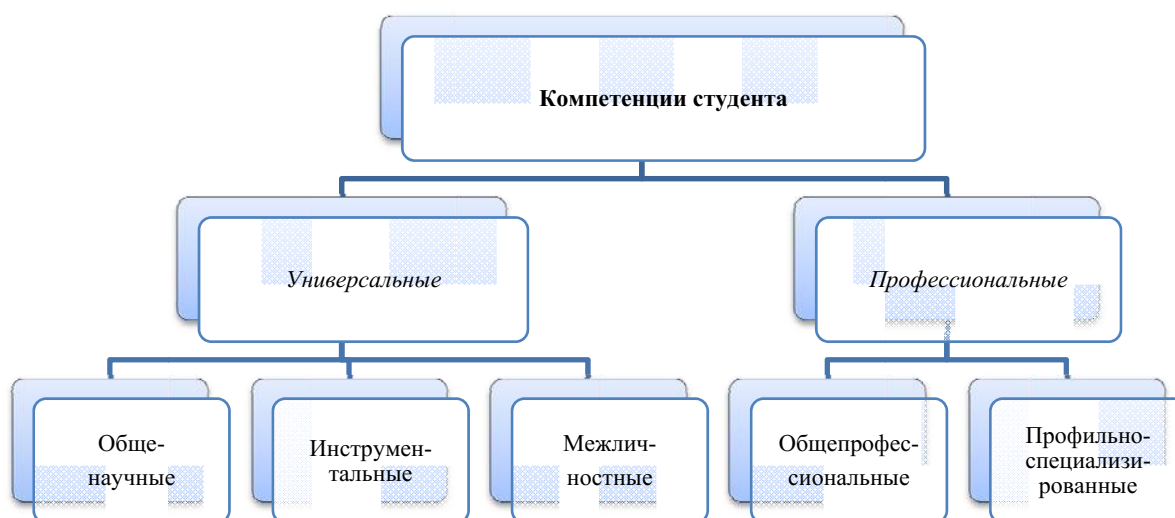 Компетенции студента
Универсальные
Профессиональные
Обще-
научные
Инструмен-
тальные
Межлич-
ностные
Общепрофес-
сиональные
Профильно-
специализи-
рованные